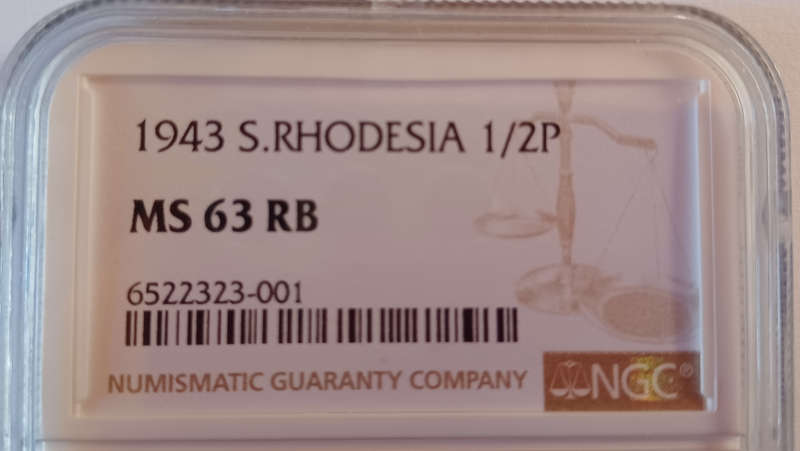 1943 S.RHODESIA 1/2P
MS 63 RB
6522323-001
NUMISMATIC GUARANTY COMPANY
NGC®